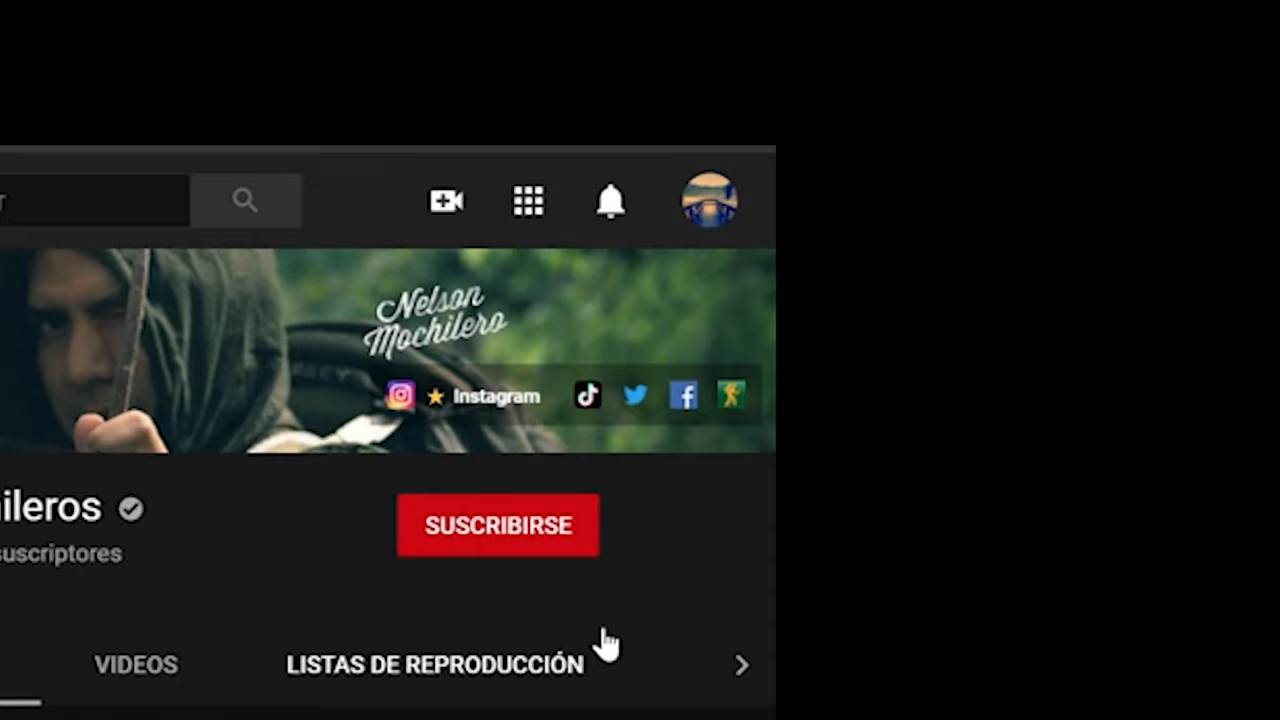 Nelson
Mochilero
Instagram
ileros
suscriptores
SUSCRIBIRSE
VIDEOS
LISTAS DE REPRODUCCIÓN